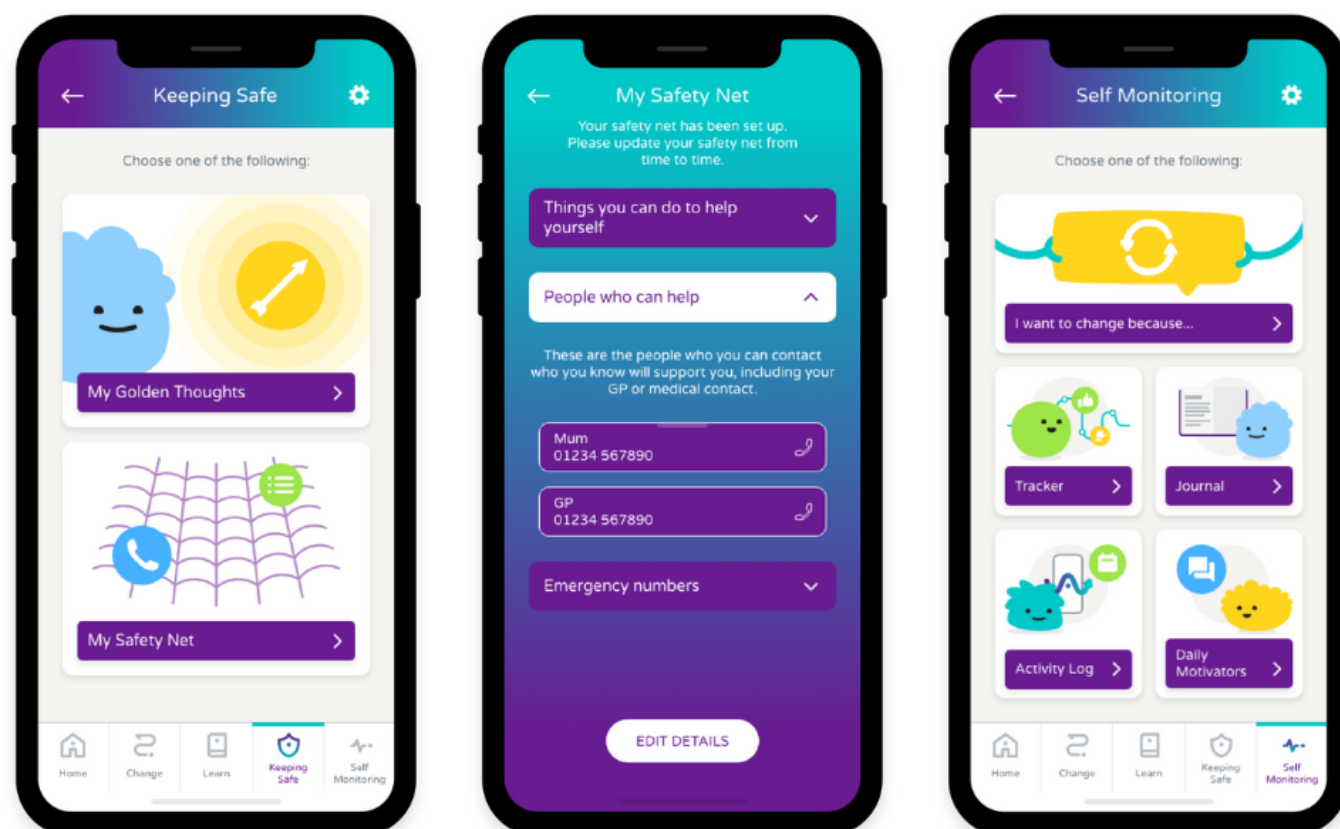 Keeping Safe
Choose one of the following:
My Golden Thoughts
My Safety Net
Home
Change
Learn
Keeping
Safe
Self
Monitoring
My Safety Net
Your safety net has been set up.
Please update your safety net from
time to time.
Things you can do to help
yourself
People who can help
These are the people who you can contact
who you know will support you, including your
GP or medical contact.
Mum
01234 567890
GP
01234 567890
Emergency numbers
EDIT DETAILS
Self Monitoring
Choose one of the following:
I want to change because...
Tracker
Journal
Activity Log
Daily
Motivators
Home
Change
Learn
Keeping
Safe
Self
Monitoring